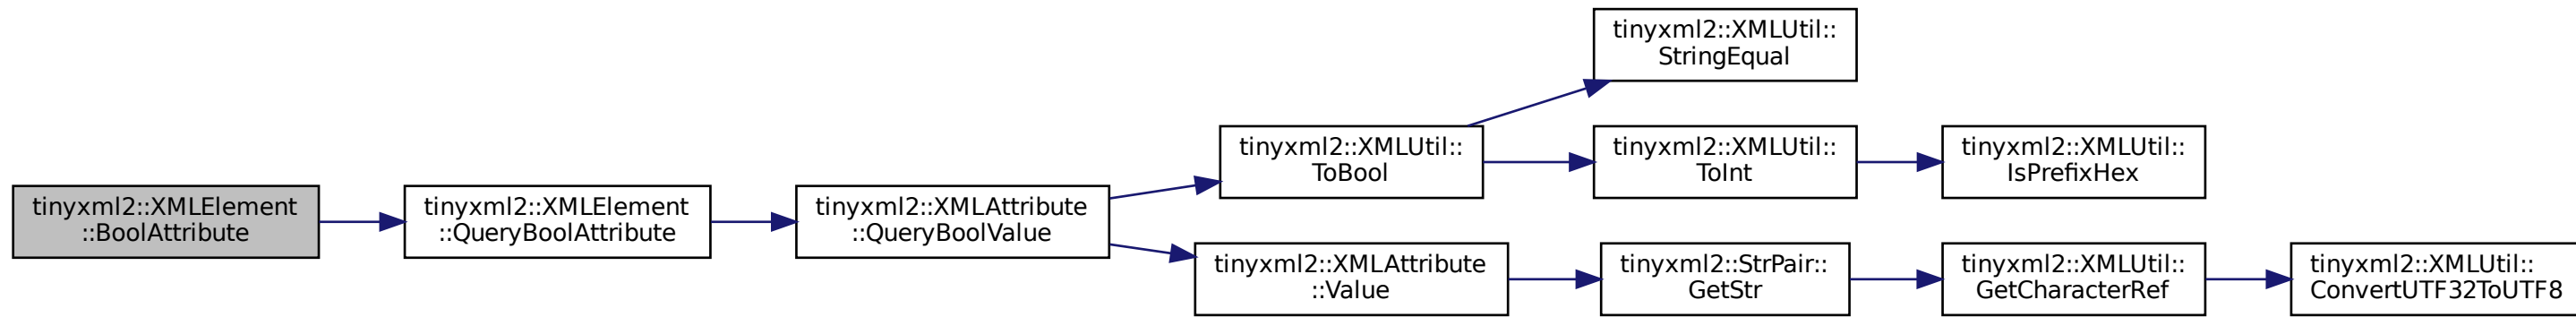 tinyxml2::XMLElement
::BoolAttribute
tinyxml2::XMLElement
::QueryBoolAttribute
tinyxml2::XMLAttribute
::QueryBoolValue
tinyxml2::XMLUtil::
ToBool
tinyxml2::XMLUtil::
StringEqual
tinyxml2::XMLUtil::
ToInt
tinyxml2::XMLUtil::
IsPrefixHex
tinyxml2::XMLAttribute
::Value
tinyxml2::StrPair::
GetStr
tinyxml2::XMLUtil::
GetCharacterRef
tinyxml2::XMLUtil::
ConvertUTF32ToUTF8